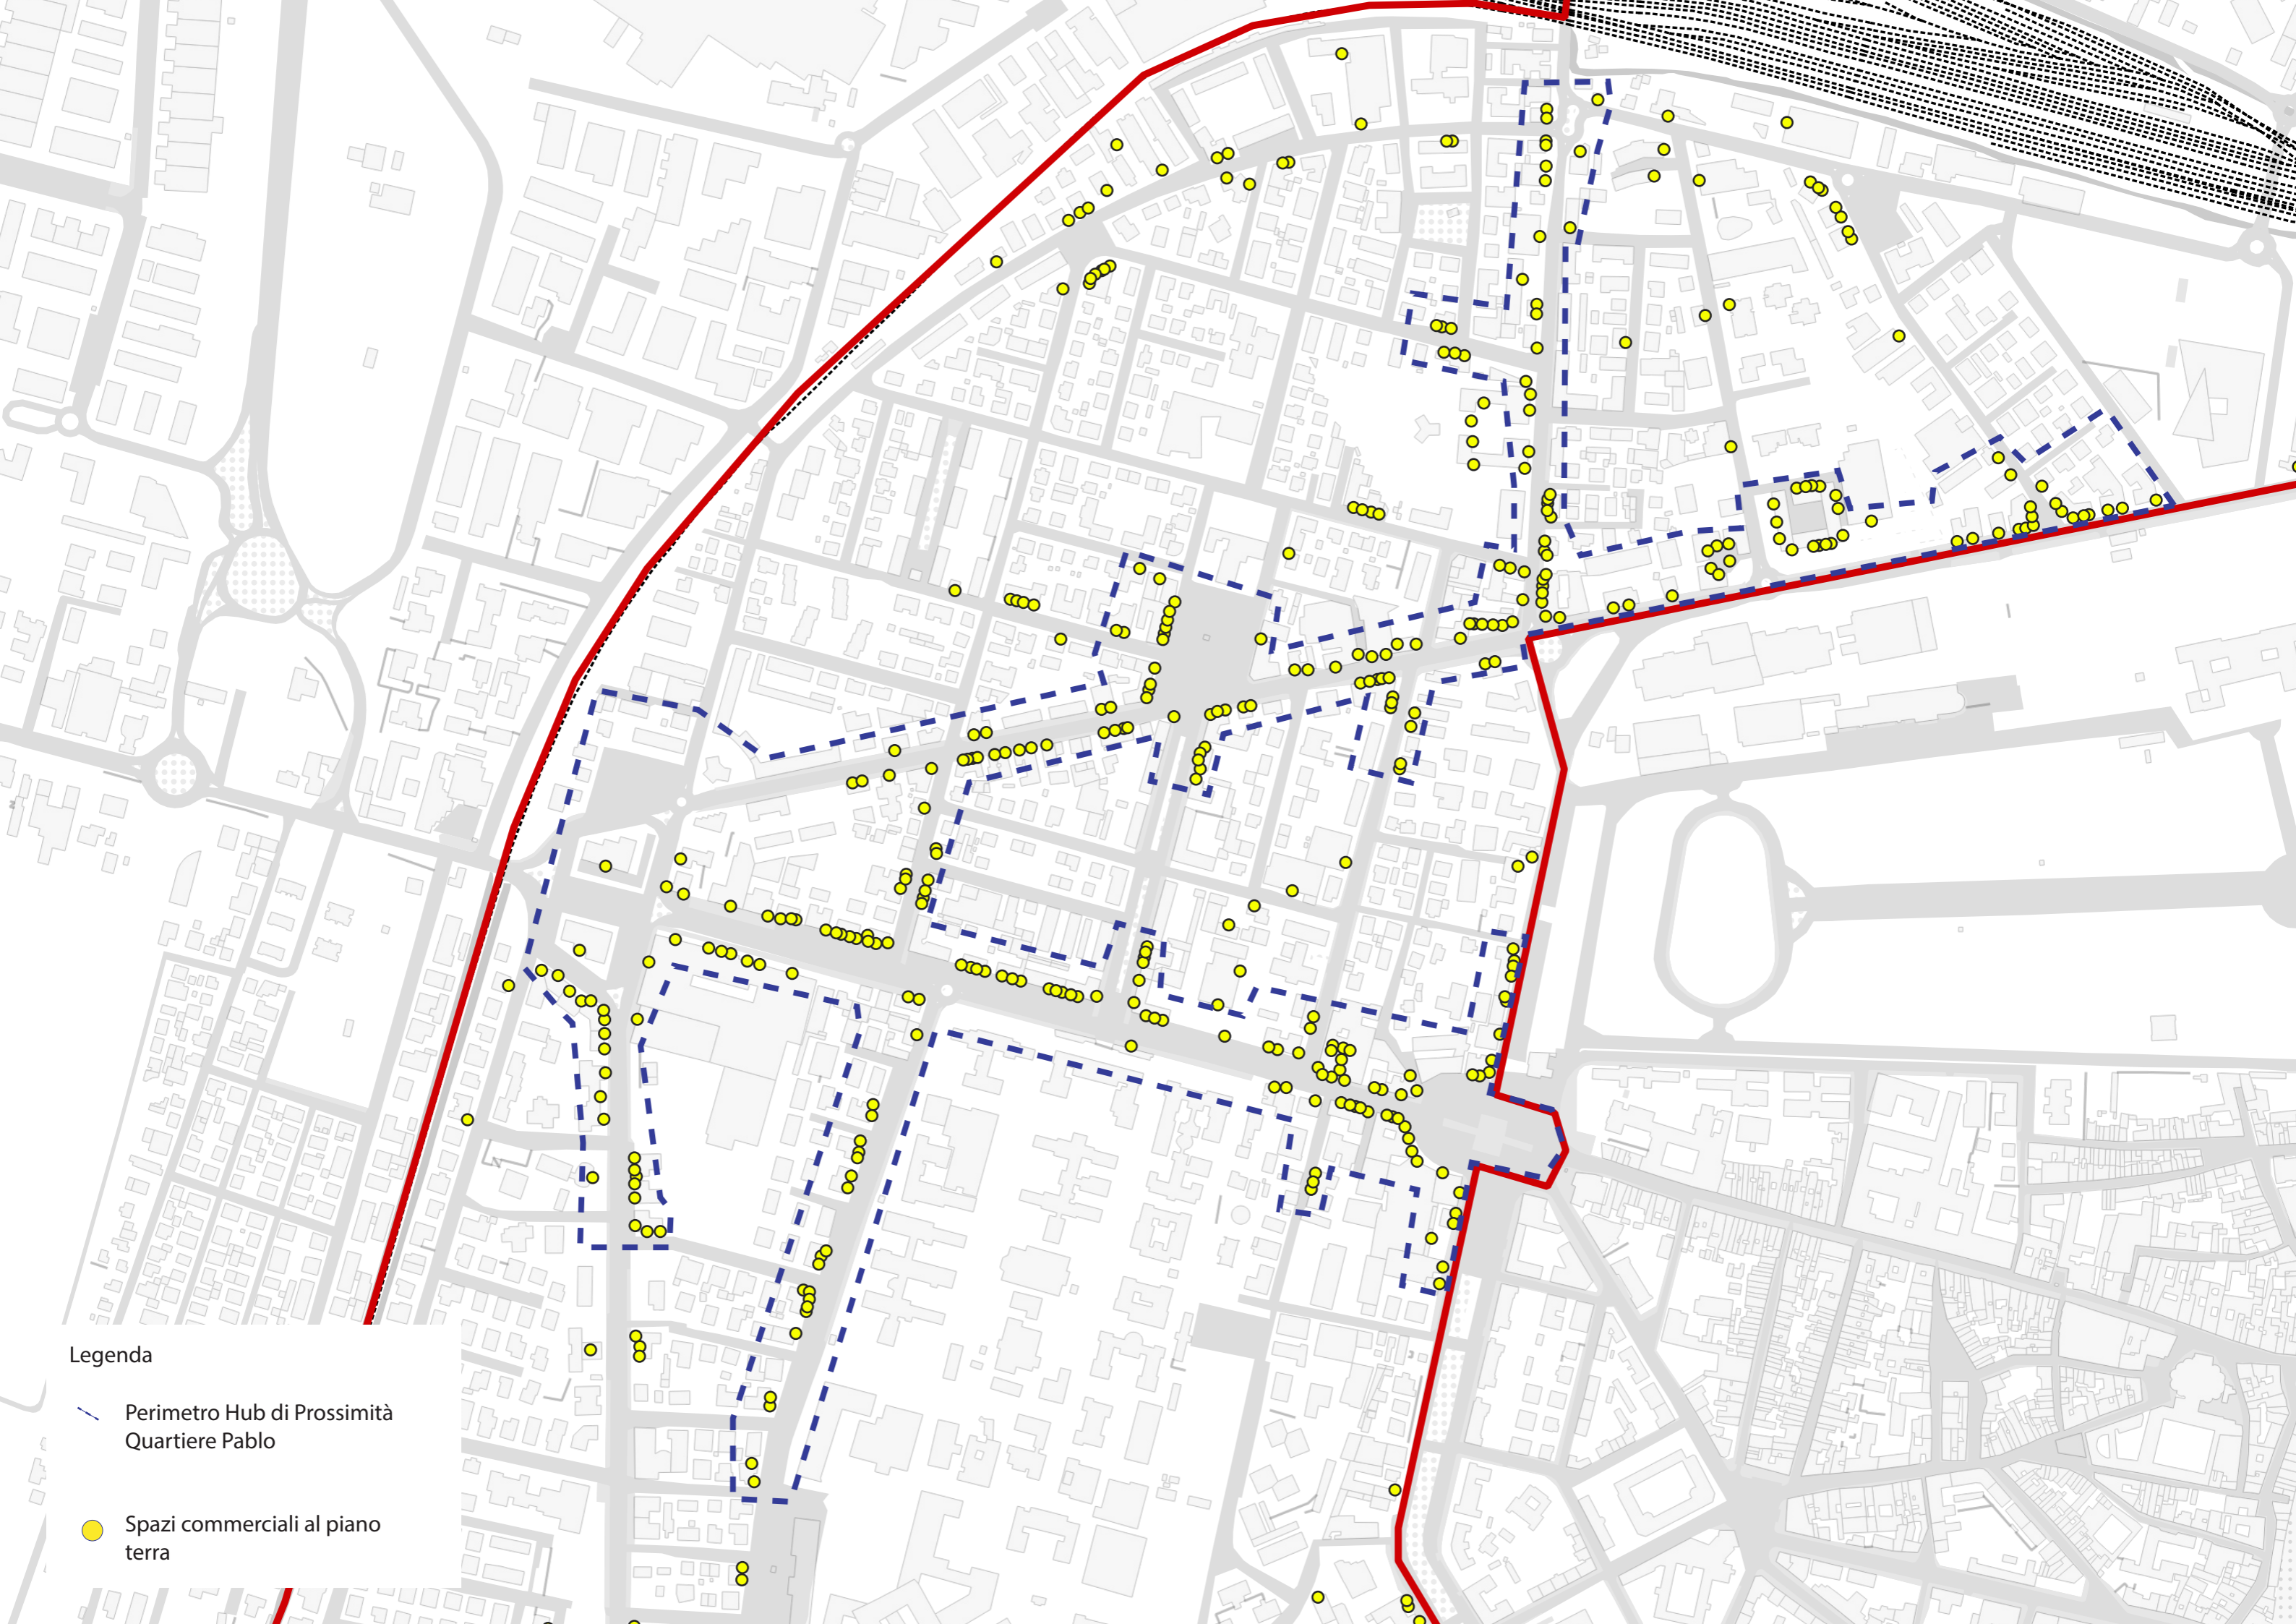 Legenda
Perimetro Hub di Prossimità
Quartiere Pablo
Spazi commerciali al piano
terra